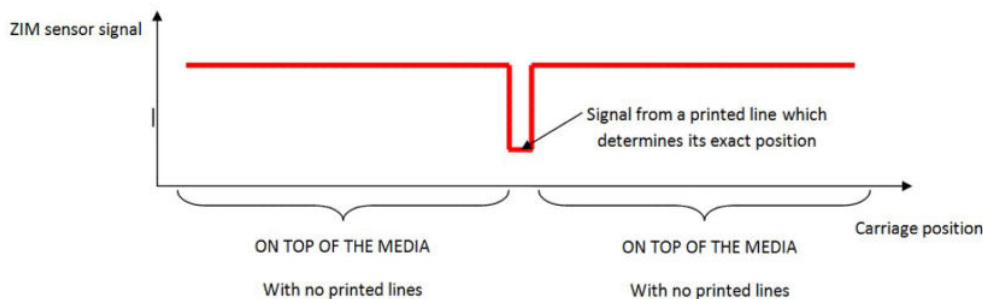 ZIM sensor signal
Signal from a printed line which
determines its exact position
Carriage position
ON TOP OF THE MEDIA
With no printed lines
ON TOP OF THE MEDIA
With no printed lines